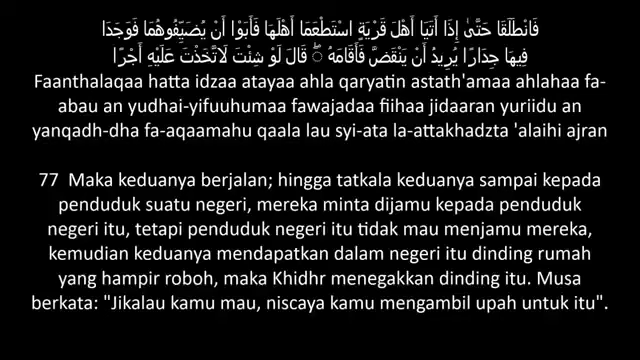 فَانْطَلَقَا حَتَّىٰ إِذَا أَتَيَا أَهْلَ قَرْيَةٍ اسْتَطْعَمَا أَهْلَهَا فَأَبَوْا أَنْ يُضَيِّفُوهُمَا فَوَجَدَا
فِيهَا جِدَارًا يُرِيدُ أَنْ يَنْقَضَّ فَأَقَامَهُ ۖ قَالَ لَوْ شِئْتَ لَاتَّخَذْتَ عَلَيْهِ أَجْرًا
Faanthalaqaa hatta idzaa atayaa ahla qaryatin astath'amaa ahlahaa fa-
abau an yudhai-yifuuhumaa fawajadaa fiihaa jidaaran yuriidu an
yanqadh-dha fa-aqaamahu qaala lau syi-ata la-attakhadzta 'alaihi ajran
77 Maka keduanya berjalan; hingga tatkala keduanya sampai kepada
penduduk suatu negeri, mereka minta dijamu kepada penduduk
negeri itu, tetapi penduduk negeri itu tidak mau menjamu mereka,
kemudian keduanya mendapatkan dalam negeri itu dinding rumah
yang hampir roboh, maka Khidhr menegakkan dinding itu. Musa
berkata: "Jikalau kamu mau, niscaya kamu mengambil upah untuk itu".